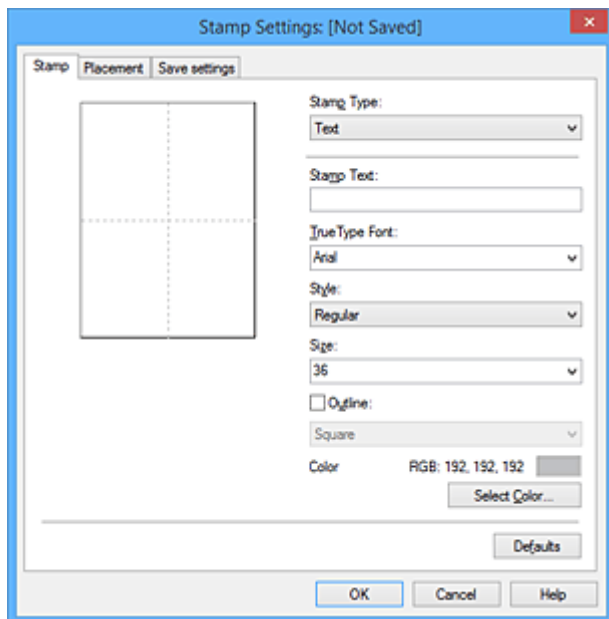 Stamp Settings: [Not Saved]
Stamp Placement Save settings
Stamp Type:
Text
Stamp Text:
TrueType Font:
Arial
Style:
Regular
Size:
36
Outline:
Square
Color RGB: 192, 192, 192
Select Color...
Defaults
OK Cancel Help